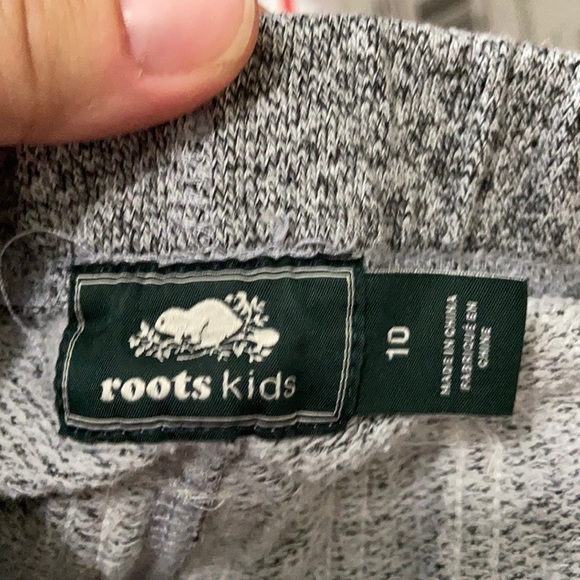 roots kids
10
MADE IN CHINA
FABRIQUÉ EN
CHINE